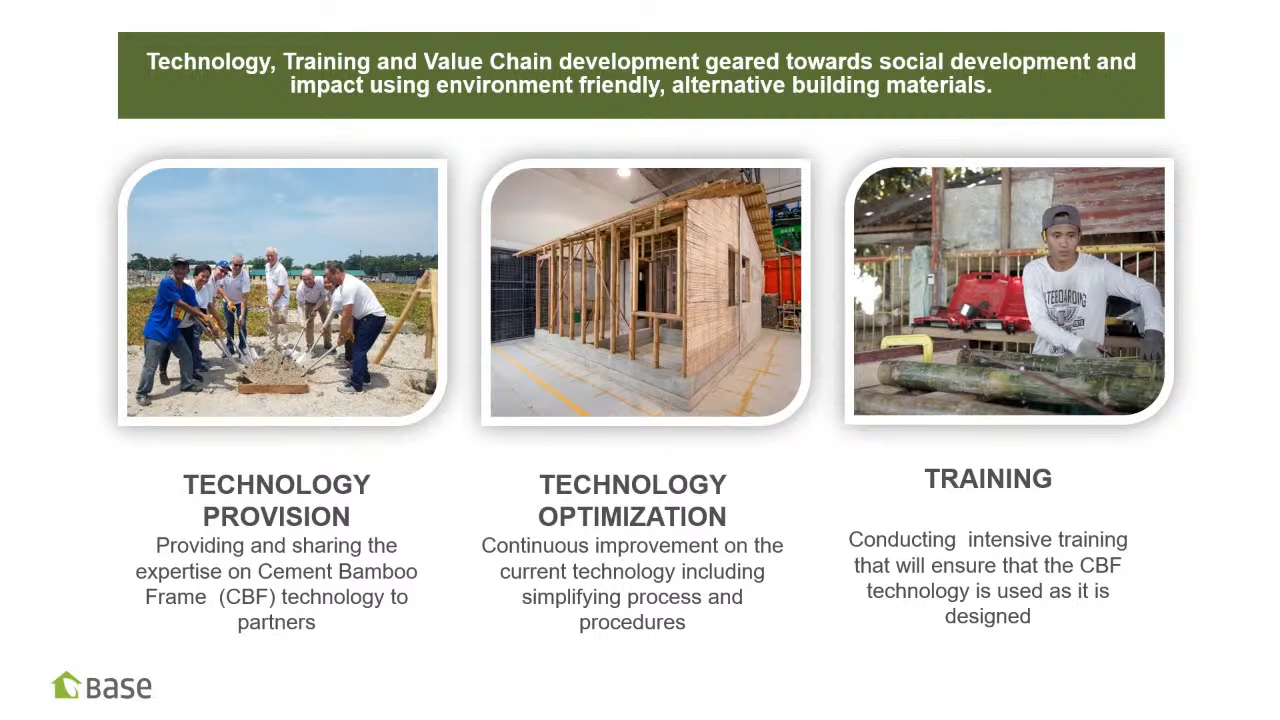 Technology, Training and Value Chain development geared towards social development and
impact using environment friendly, alternative building materials.
TECHNOLOGY
PROVISION
Providing and sharing the
expertise on Cement Bamboo
Frame  (CBF) technology to
partners
TECHNOLOGY
OPTIMIZATION
Continuous improvement on the
current technology including
simplifying process and
procedures
TRAINING
Conducting  intensive training
that will ensure that the CBF
technology is used as it is
designed
BASE